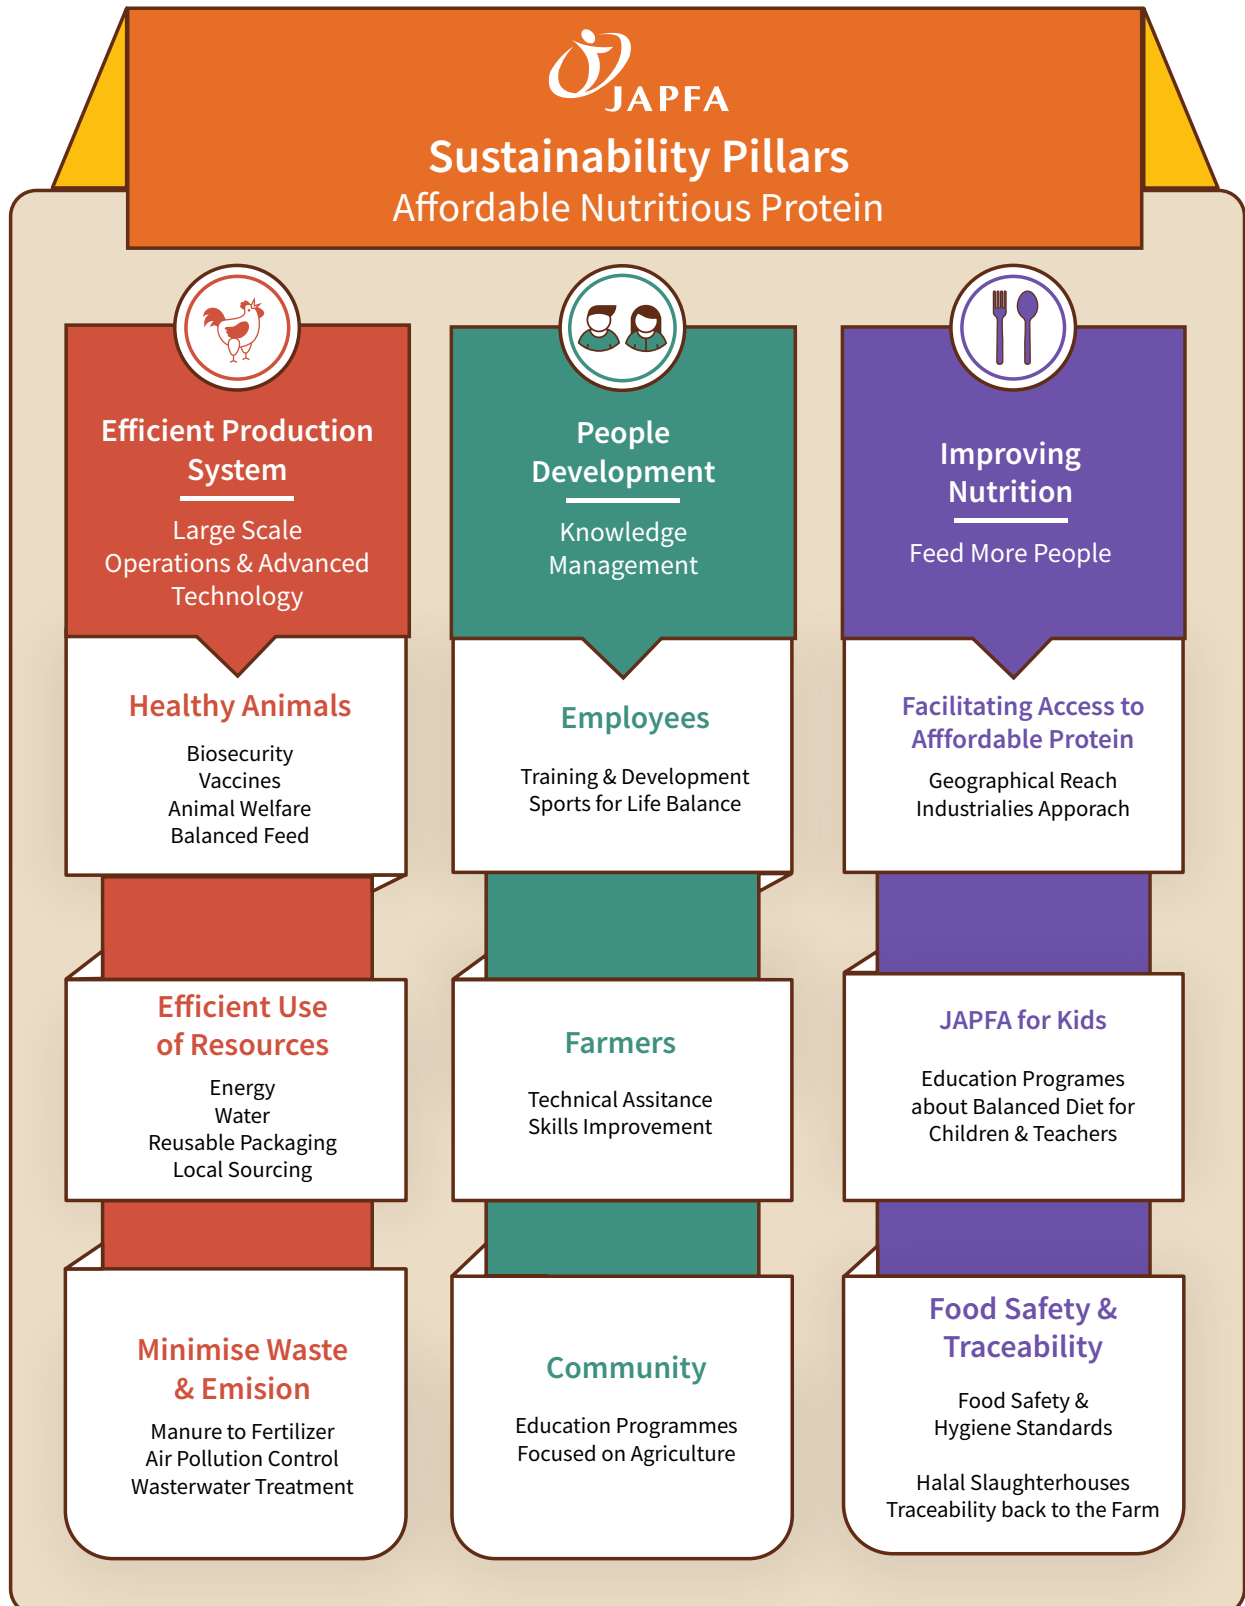 JAPFA
Sustainability Pillars
Affordable Nutritious Protein
Efficient Production
System
Large Scale
Operations & Advanced
Technology
Healthy Animals
Biosecurity
Vaccines
Animal Welfare
Balanced Feed
Efficient Use
of Resources
Energy
Water
Reusable Packaging
Local Sourcing
Minimise Waste
& Emision
Manure to Fertilizer
Air Pollution Control
Wasterwater Treatment
People
Development
Knowledge
Management
Employees
Training & Development
Sports for Life Balance
Farmers
Technical Assitance
Skills Improvement
Community
Education Programmes
Focused on Agriculture
Improving
Nutrition
Feed More People
Facilitating Access to
Afffordable Protein
Geographical Reach
Industrialies Apporach
JAPFA for Kids
Education Programes
about Balanced Diet for
Children & Teachers
Food Safety &
Traceability
Food Safety &
Hygiene Standards
Halal Slaughterhouses
Traceability back to the Farm